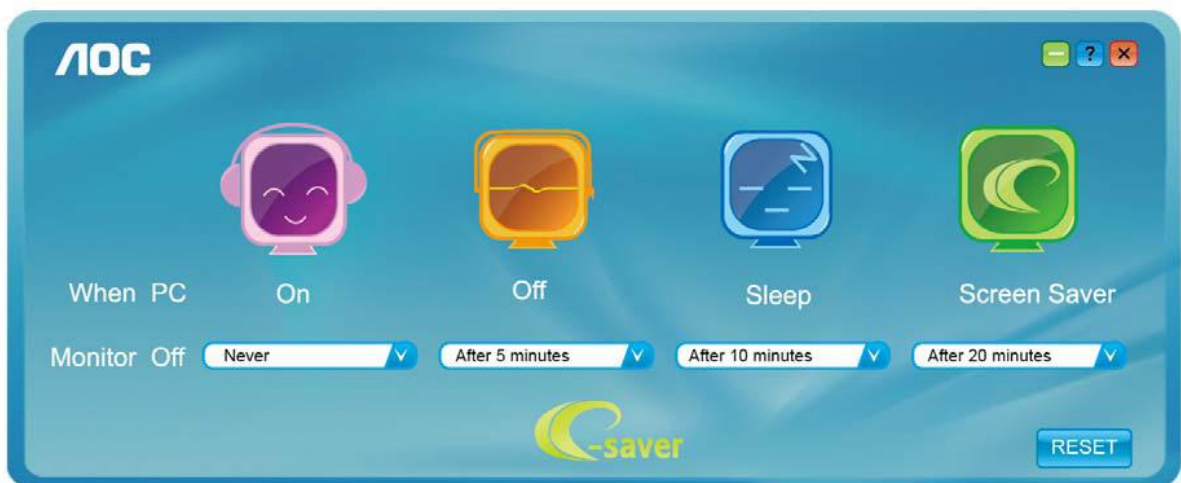 AOC
?
When PC On Off Sleep Screen Saver
Monitor Off Never After 5 minutes After 10 minutes After 20 minutes
e-saver
RESET